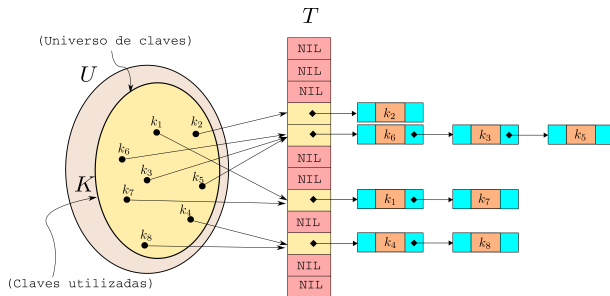 T
(Universo de claves)
U
K
(Claves utilizadas)
k1
k2
k6
k3
k5
k7
k4
k8
NIL
NIL
NIL
k2
k6
k3
k5
NIL
NIL
k1
k7
NIL
k4
k8
NIL
NIL